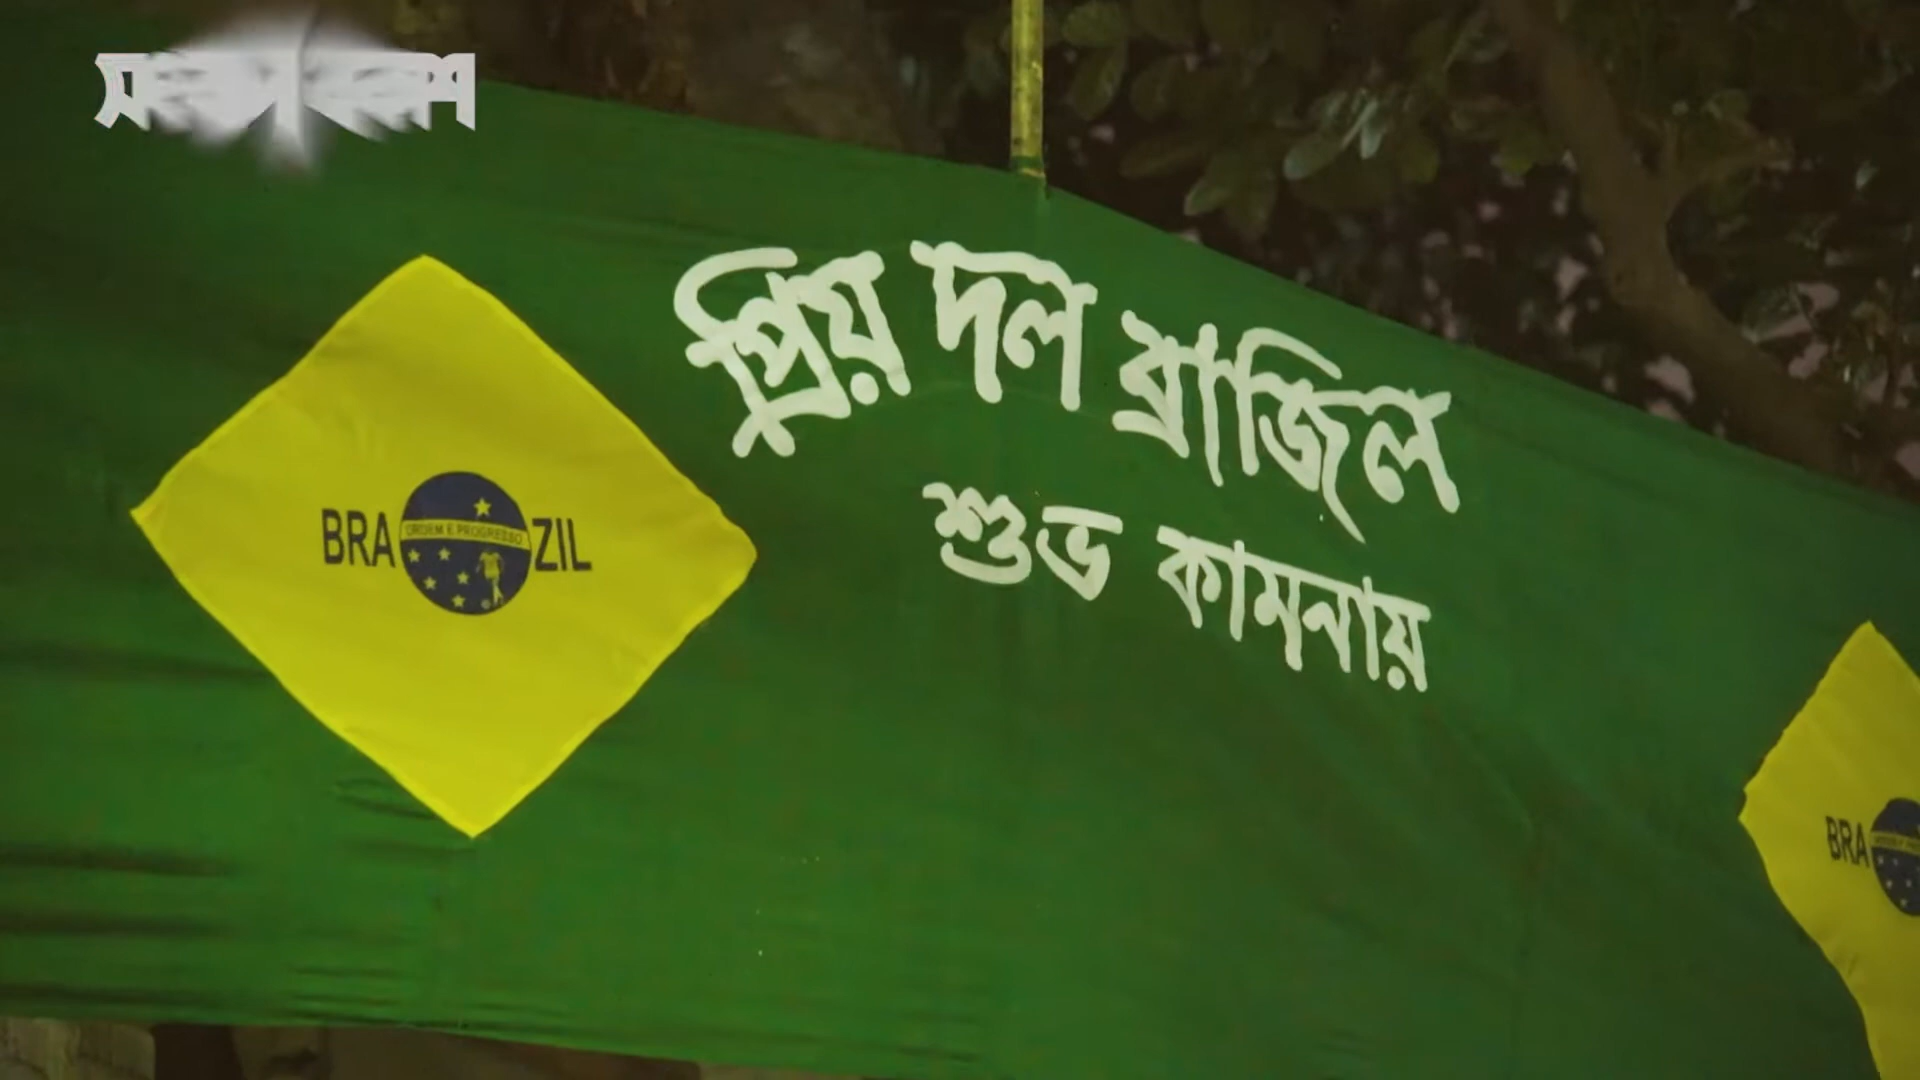 প্রিয় দল ব্রাজিল
শুভ কামনায়
BRA ZIL
ORDEM E PROGRESSO
BRA